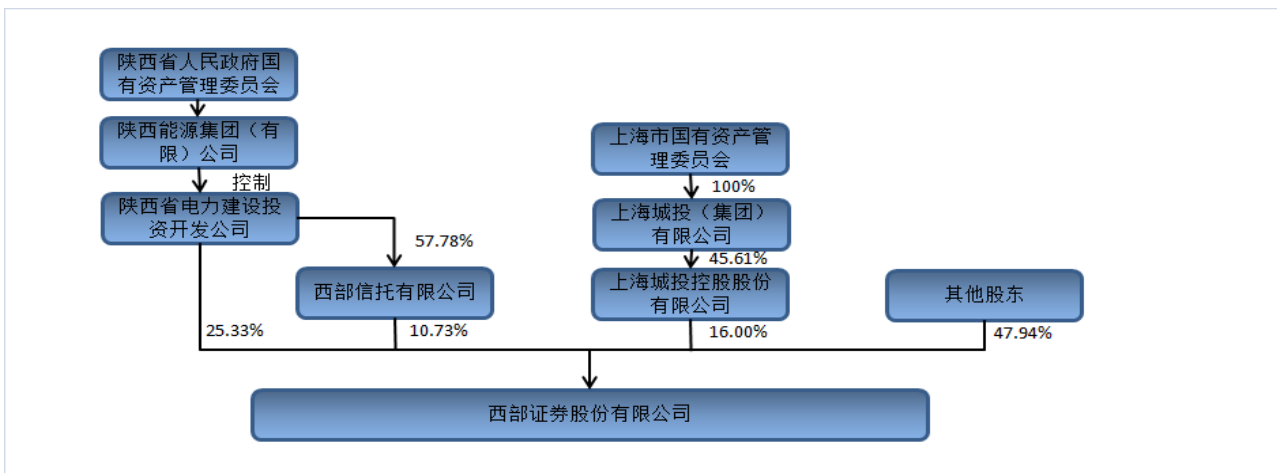 陕西省人民政府国
有资产管理委员会
陕西能源集团（有
限）公司
控制
陕西省电力建设投
资开发公司
57.78%
西部信托有限公司
25.33%
10.73%
上海市国有资产管
理委员会
100%
上海城投（集团）
有限公司
45.61%
上海城投控股股份
有限公司
16.00%
其他股东
47.94%
西部证券股份有限公司